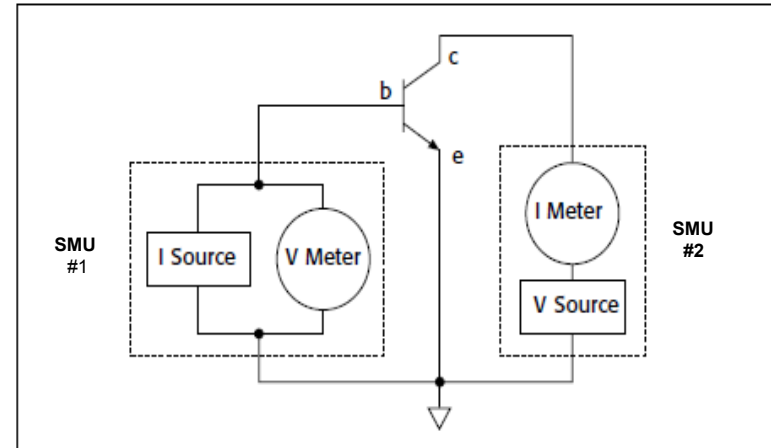 c
b
e
SMU
#1
I Source
V Meter
I Meter
V Source
SMU
#2